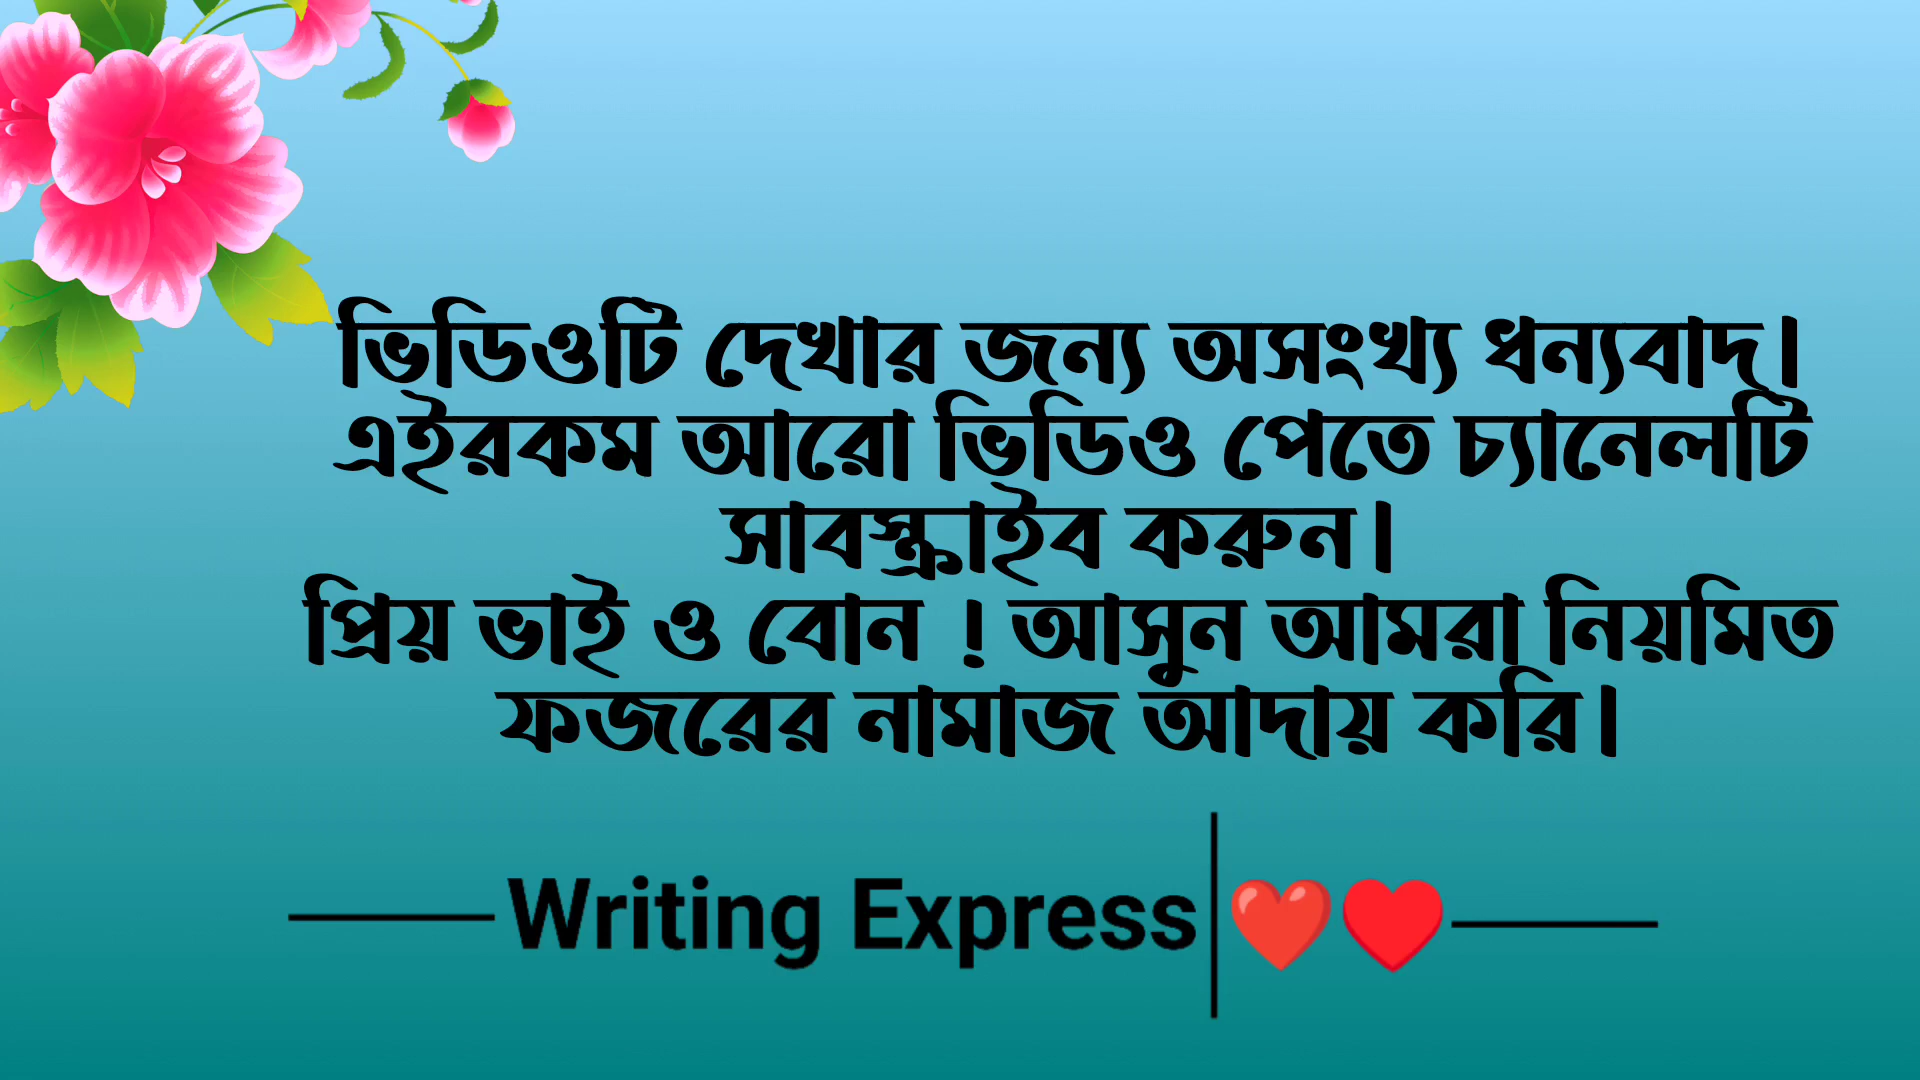 ভিডিওটি দেখার জন্য অসংখ্য ধন্যবাদ।
এইরকম আরো ভিডিও পেতে চ্যানেলটি
সাবস্ক্রাইব করুন।
প্রিয় ভাই ও বোন ! আসুন আমরা নিয়মিত
ফজরের নামাজ আদায় করি।
Writing Express